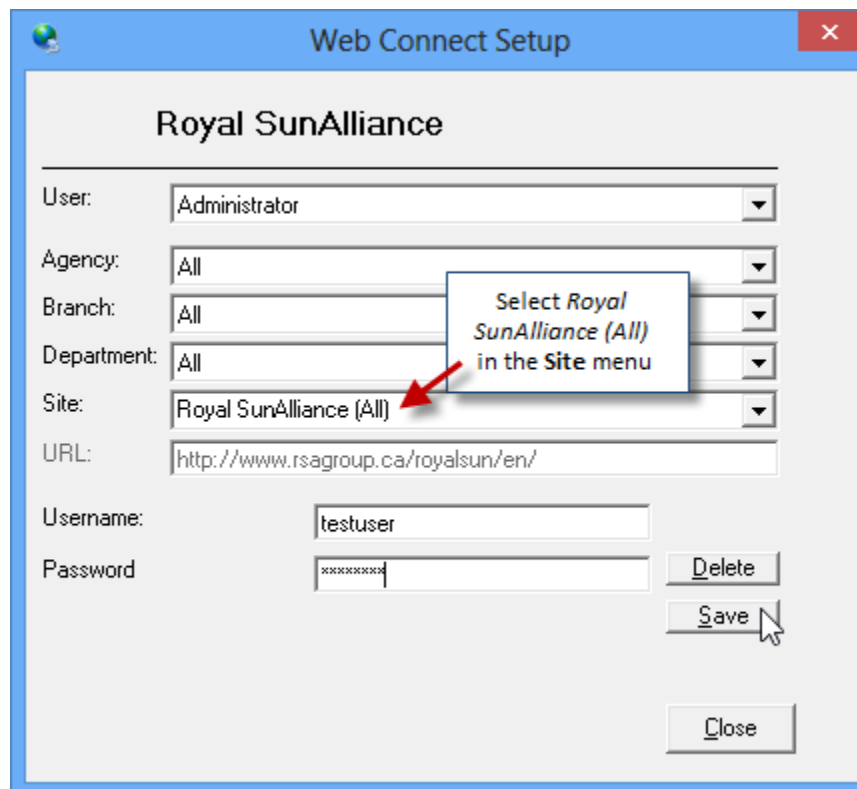 Web Connect Setup
Royal SunAlliance
User: Administrator
Agency: All
Branch: All
Department: All
Site: Royal SunAlliance (All)
URL: http://www.rsagroup.ca/royalsun/en/
Select Royal
SunAlliance (All)
in the Site menu
Username: testuser
Password ********
Delete
Save
Close